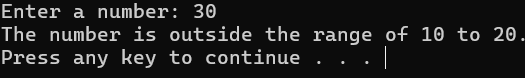 Enter a number: 30
The number is outside the range of 10 to 20.
Press any key to continue . . .